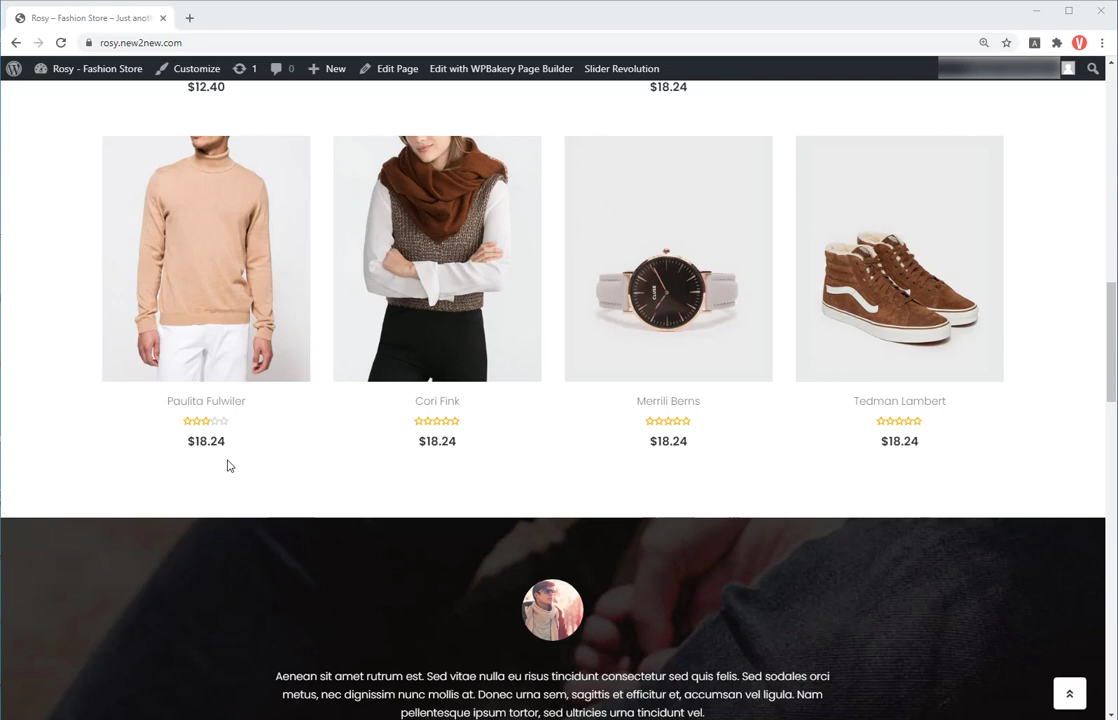 Rosy – Fashion Store – Just anoth
rosy.new2new.com
Rosy - Fashion Store Customize 1 0 New Edit Page Edit with WPBakery Page Builder Slider Revolution
$12.40 $18.24
CLUSE
Paulita Fulwiler Cori Fink Merrili Berns Tedman Lambert
$18.24 $18.24 $18.24 $18.24
Aenean sit amet rutrum est. Sed vitae nulla eu risus tincidunt consectetur sed quis felis. Sed sodales orci
metus, nec dignissim nunc mollis at. Donec urna sem, sagittis et efficitur et, accumsan vel ligula. Nam
pellentesque ipsum tortor, sed ultricies urna tincidunt vel.